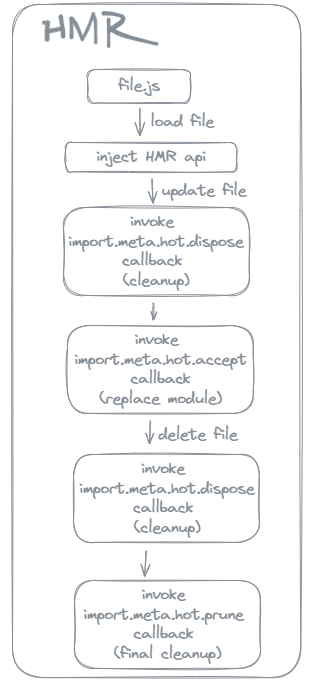 HMR
file.js
load file
inject HMR api
update file
invoke
import.meta.hot.dispose
callback
(cleanup)
invoke
import.meta.hot.accept
callback
(replace module)
delete file
invoke
import.meta.hot.dispose
callback
(cleanup)
invoke
import.meta.hot.prune
callback
(final cleanup)